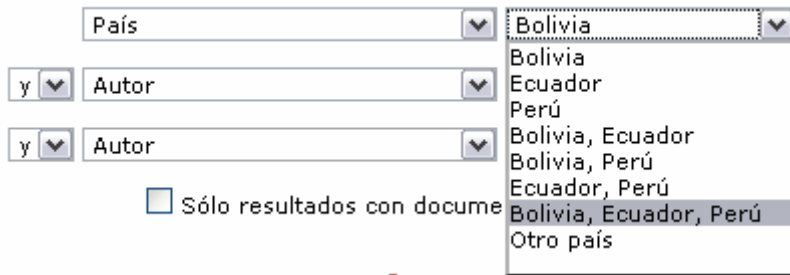 País Bolivia
Bolivia
y Autor Ecuador
Perú
Bolivia, Ecuador
y Autor Bolivia, Perú
Ecuador, Perú
Sólo resultados con docume Bolivia, Ecuador, Perú
Otro país